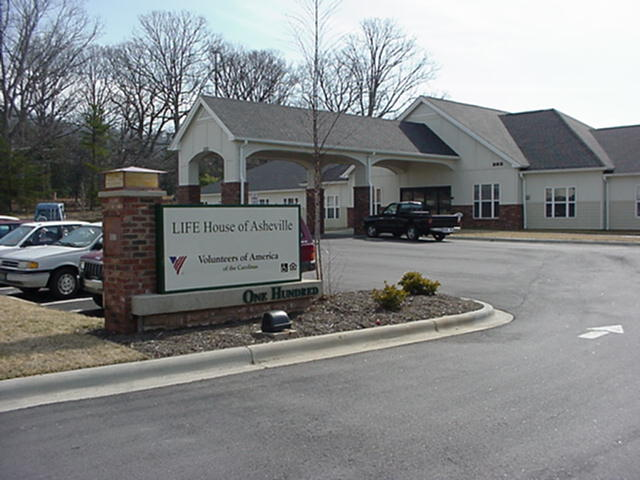 LIFE House of Asheville
Volunteers of America
of the Carolinas
ONE HUNDRED